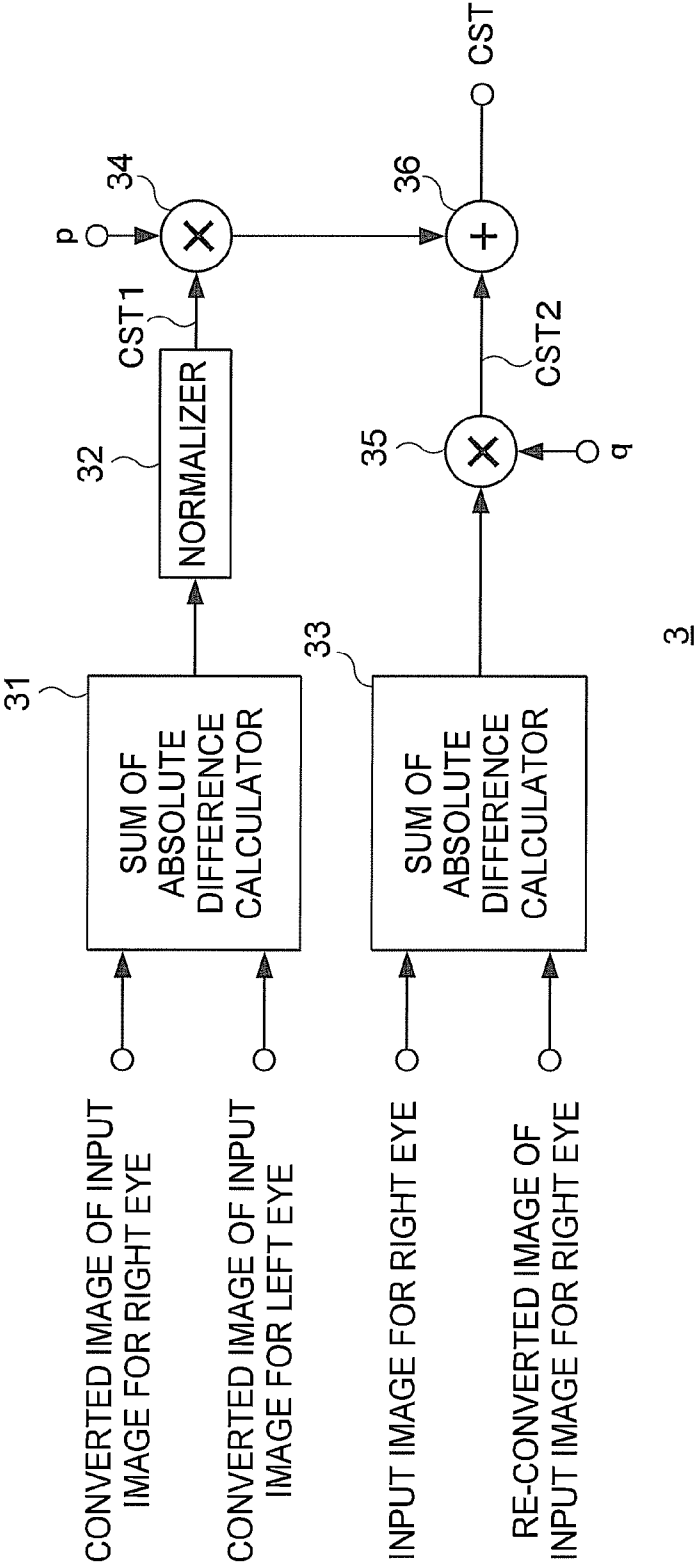 CONVERTED IMAGE OF INPUT
IMAGE FOR RIGHT EYE
CONVERTED IMAGE OF INPUT
IMAGE FOR LEFT EYE
31
SUM OF
ABSOLUTE
DIFFERENCE
CALCULATOR
32
NORMALIZER
CST1
p
34
×
INPUT IMAGE FOR RIGHT EYE
RE-CONVERTED IMAGE OF
INPUT IMAGE FOR RIGHT EYE
33
SUM OF
ABSOLUTE
DIFFERENCE
CALCULATOR
35
×
q
CST2
36
+
CST
3